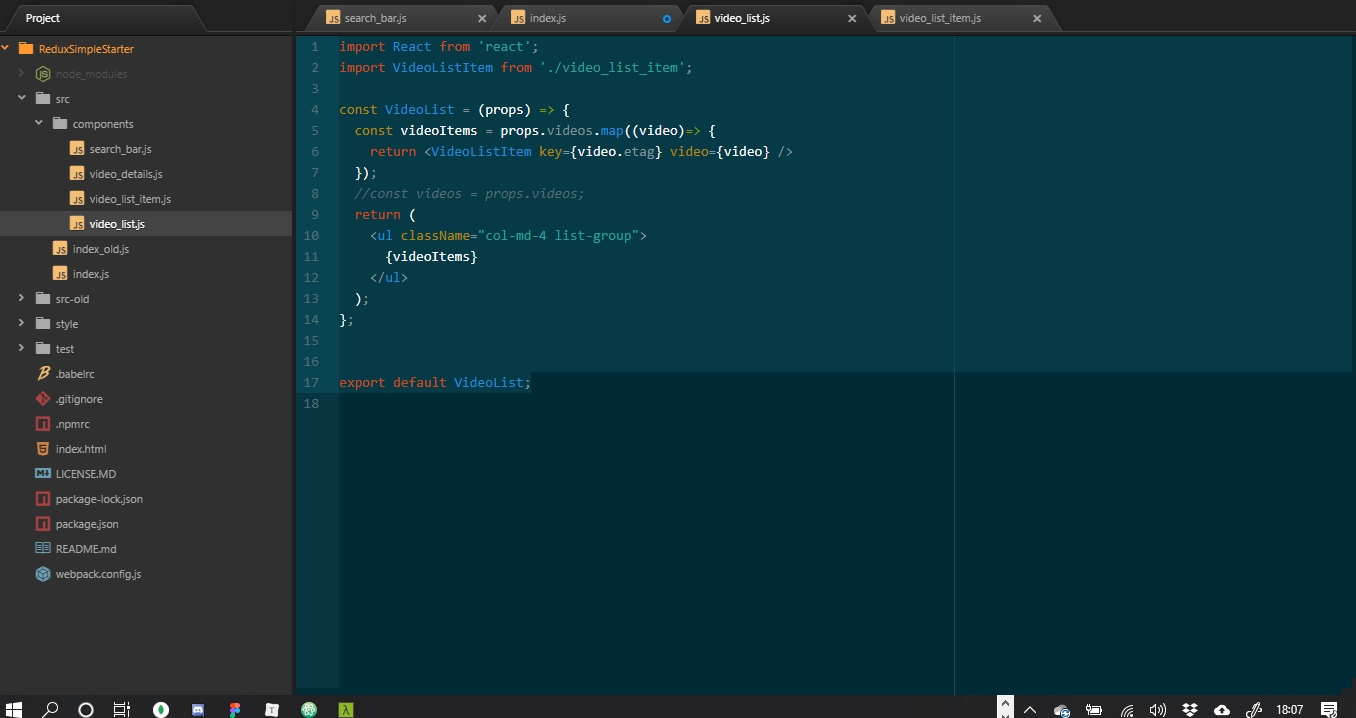 Project
search_bar.js
index.js
video_list.js
video_list_item.js
ReduxSimpleStarter
node_modules
src
components
search_bar.js
video_details.js
video_list_item.js
video_list.js
index_old.js
index.js
src-old
style
test
.babelrc
.gitignore
.npmrc
index.html
LICENSE.MD
package-lock.json
package.json
README.md
webpack.config.js
1 import React from 'react';
2 import VideoListItem from './video_list_item';
3
4 const VideoList = (props) => {
5 const videoItems = props.videos.map((video)=> {
6 return <VideoListItem key={video.etag} video={video} />
7 });
8 //const videos = props.videos;
9 return (
10 <ul className="col-md-4 list-group">
11 {videoItems}
12 </ul>
13 );
14 };
15
16
17 export default VideoList;
18
18:07